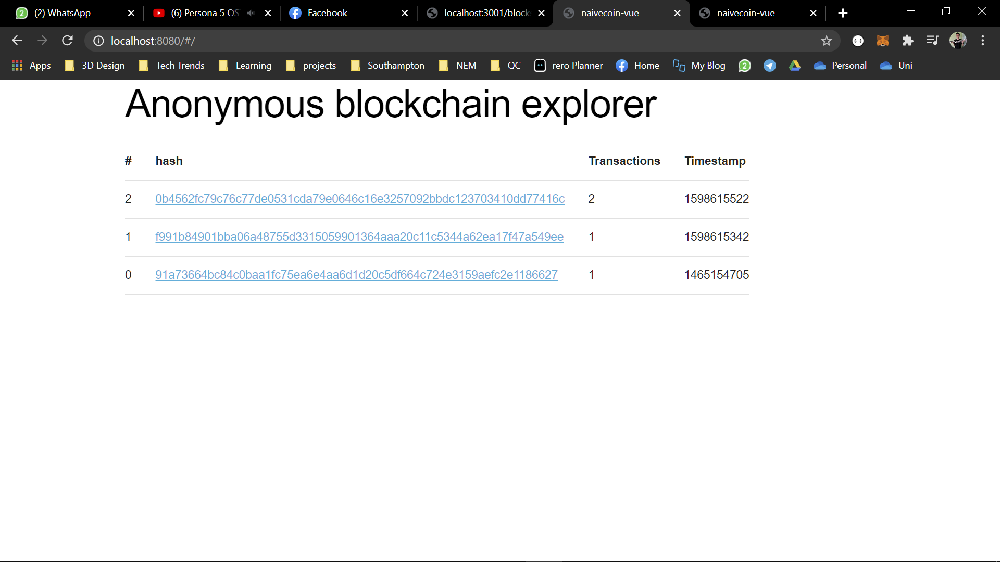 2 (2) WhatsApp (6) Persona 5 OS Facebook localhost:3001/block naivecoin-vue naivecoin-vue
localhost:8080/#/
Apps 3D Design Tech Trends Learning projects Southampton NEM QC rero Planner Home My Blog 2 Personal Uni
Anonymous blockchain explorer
# hash Transactions Timestamp
2 0b4562fc79c76c77de0531cda79e0646c16e3257092bbdc123703410dd77416c 2 1598615522
1 f991b84901bba06a48755d3315059901364aaa20c11c5344a62ea17f47a549ee 1 1598615342
0 91a73664bc84c0baa1fc75ea6e4aa6d1d20c5df664c724e3159aefc2e1186627 1 1465154705